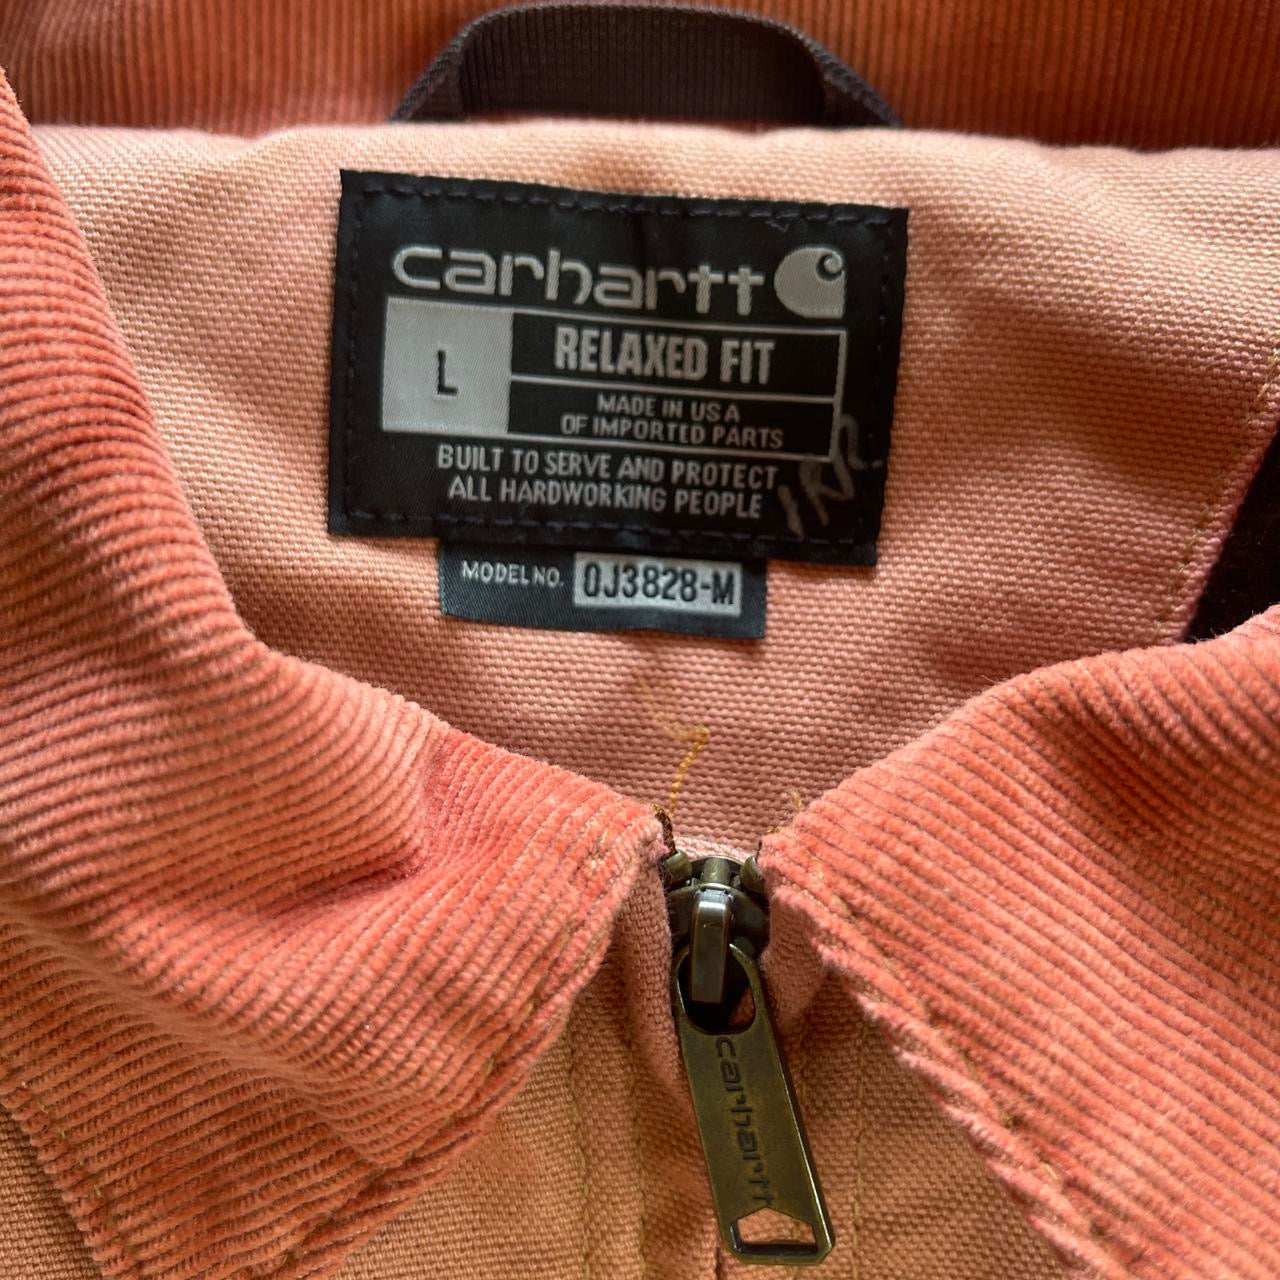 carhartt
L
RELAXED FIT
MADE IN USA
OF IMPORTED PARTS
BUILT TO SERVE AND PROTECT
ALL HARDWORKING PEOPLE
MODEL NO. OJ3828-M
carhartt